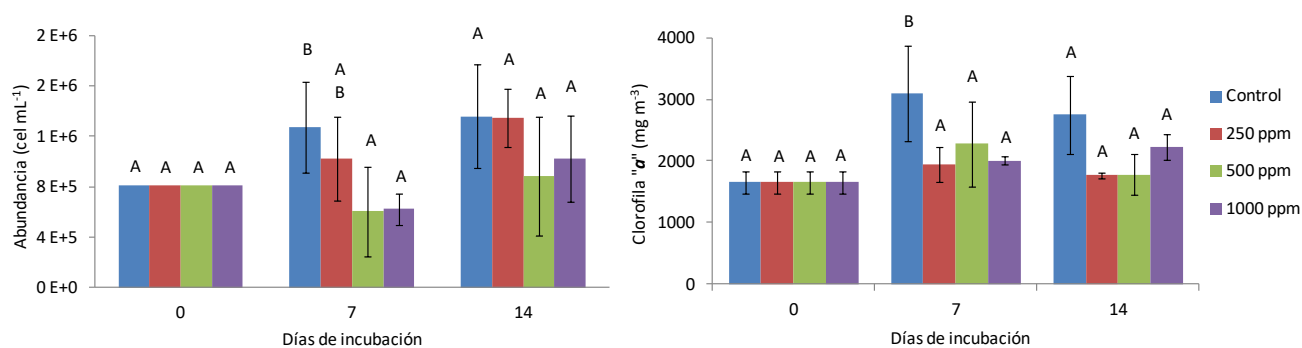 2 E+6
2 E+6
1 E+6
8 E+5
4 E+5
0 E+0
Abundancia (cel mL⁻¹)
A A A A
B
A
B
A
A
A
A
A
A
0 7 14
Días de incubación
4000
3000
2000
1000
0
Clorofila "a" (mg m⁻³)
A A A A
B
A
A
A
A
A
A
A
0 7 14
Días de incubación
Control
250 ppm
500 ppm
1000 ppm